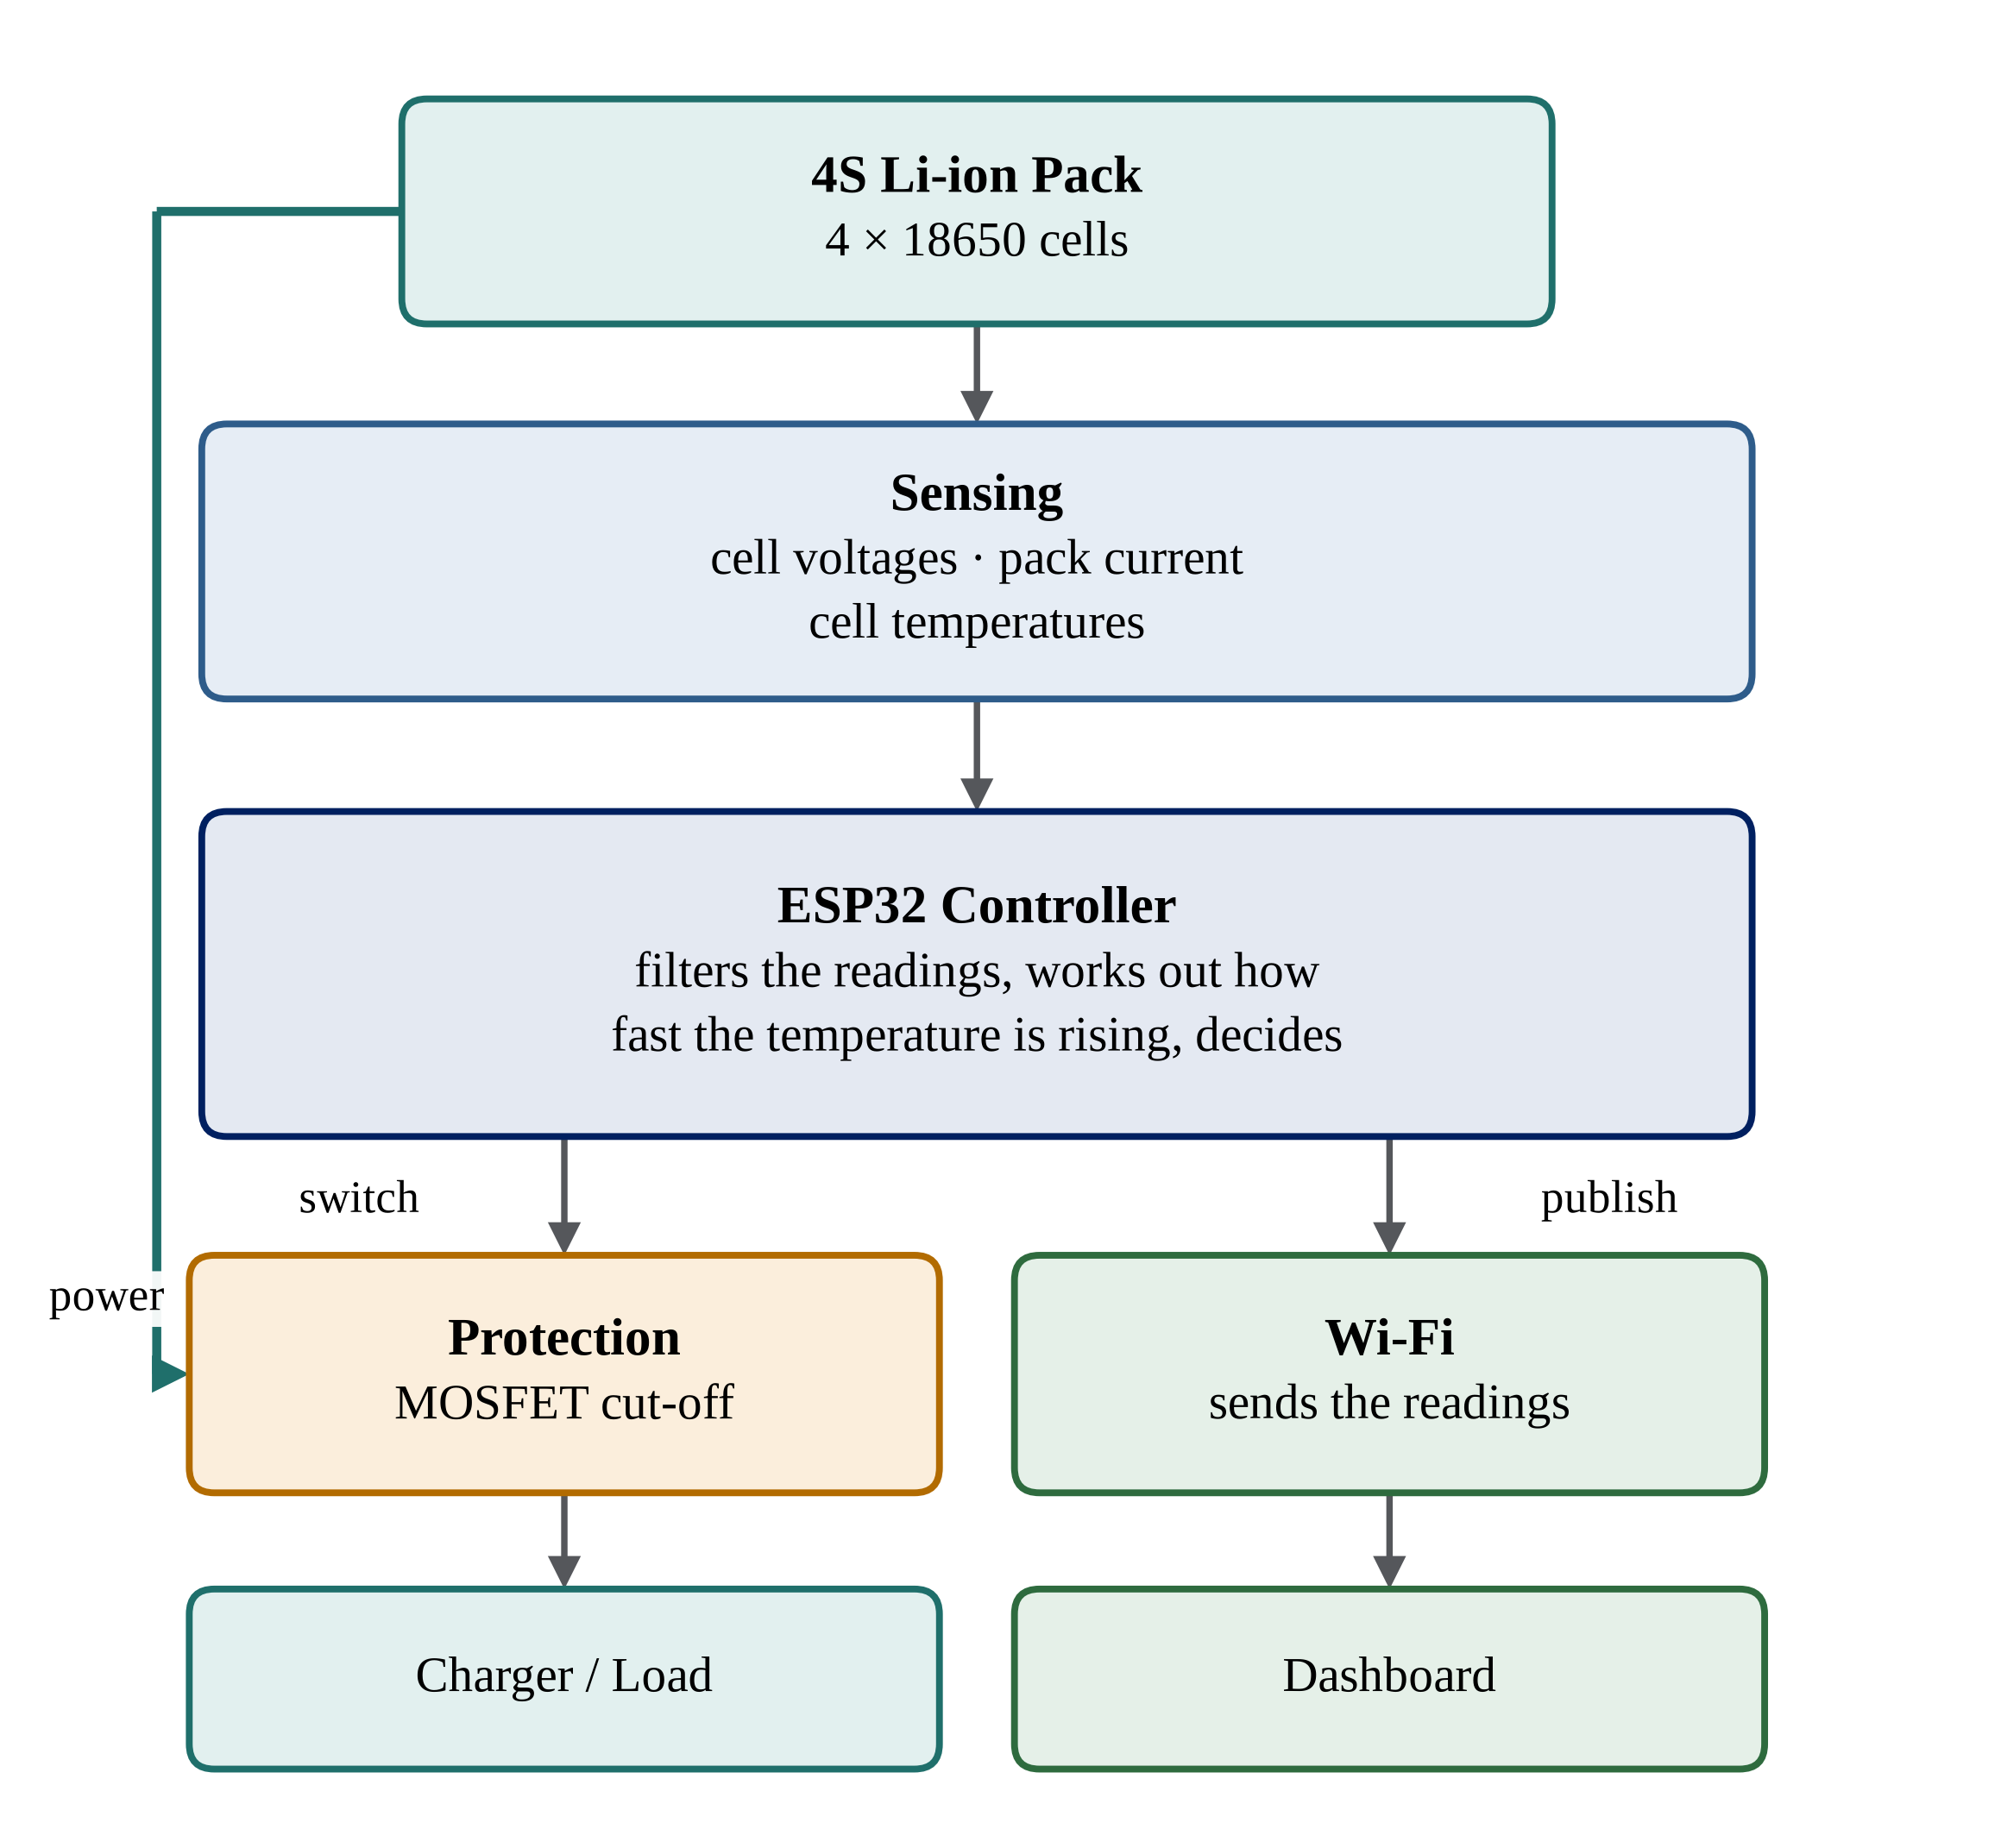 4S Li-ion Pack
4 × 18650 cells
Sensing
cell voltages · pack current
cell temperatures
ESP32 Controller
filters the readings, works out how
fast the temperature is rising, decides
switch
publish
power
Protection
MOSFET cut-off
Wi-Fi
sends the readings
Charger / Load
Dashboard